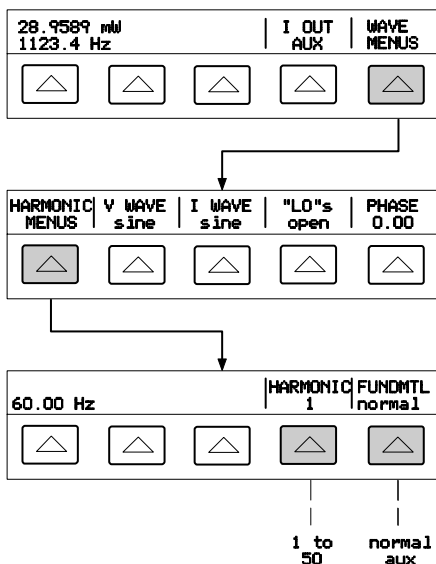 28.9589 mW I OUT WAVE
1123.4 Hz AUX MENUS
HARMONIC V WAVE I WAVE "LO"s PHASE
MENUS sine sine open 0.00
HARMONIC FUNDMTL
60.00 Hz 1 normal
1 to normal
50 aux